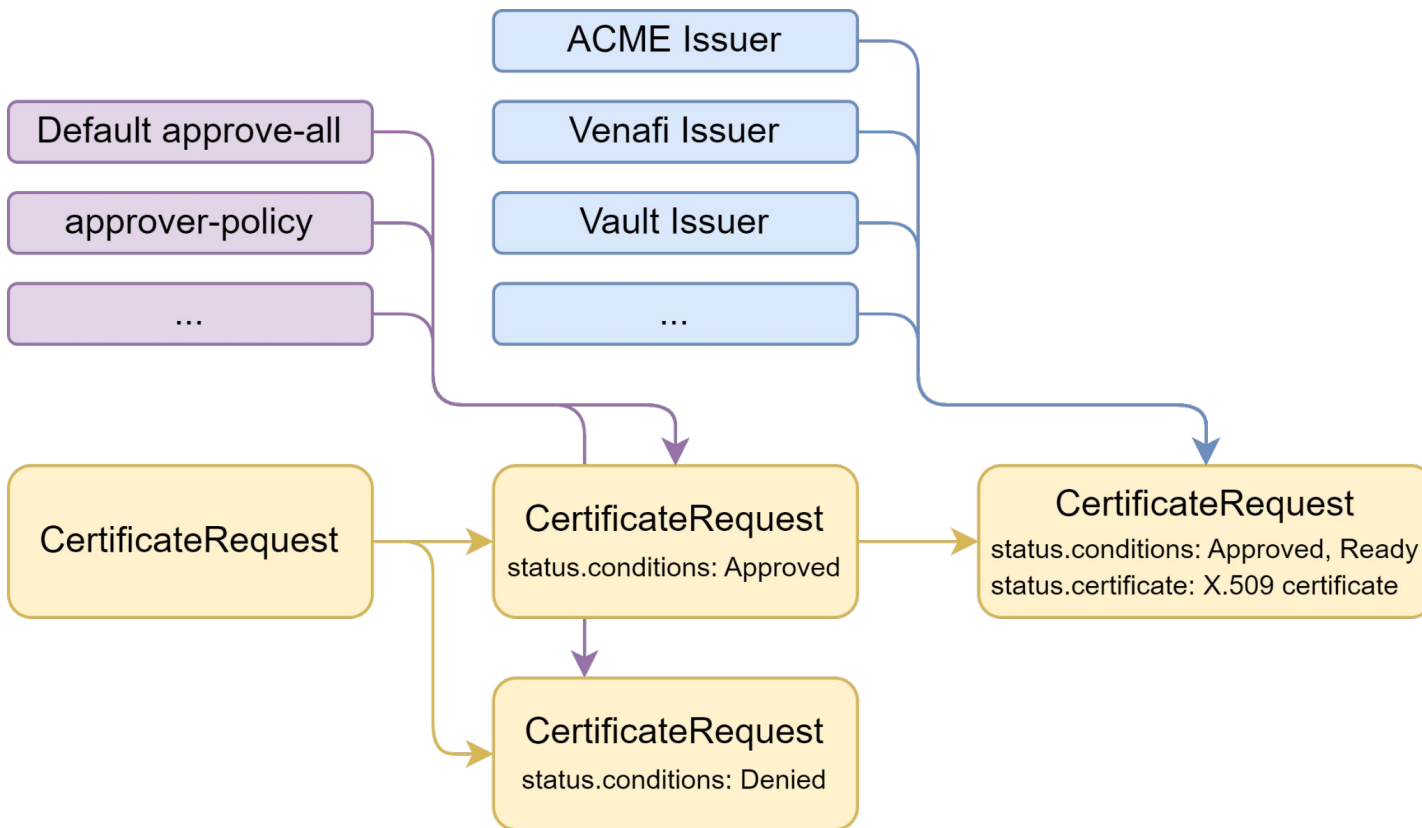 ACME Issuer
Default approve-all
Venafi Issuer
approver-policy
Vault Issuer
...
...
CertificateRequest
CertificateRequest
status.conditions: Approved
CertificateRequest
status.conditions: Approved, Ready
status.certificate: X.509 certificate
CertificateRequest
status.conditions: Denied